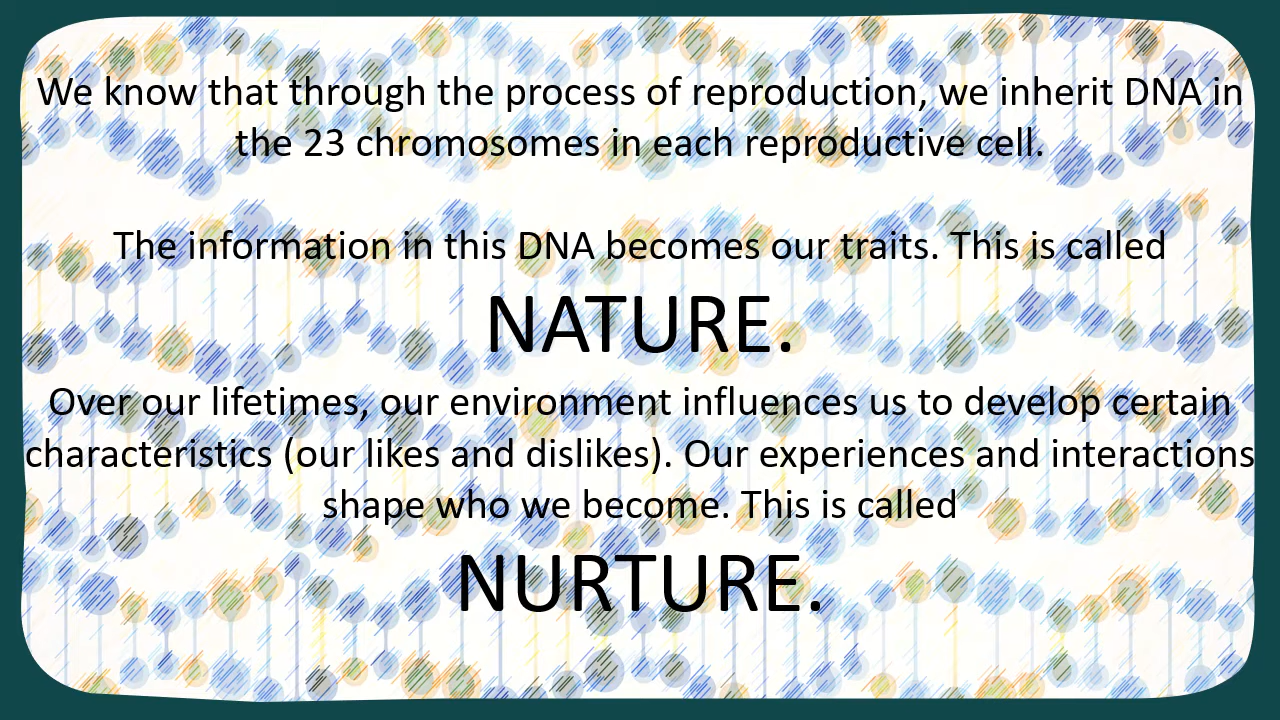 We know that through the process of reproduction, we inherit DNA in
the 23 chromosomes in each reproductive cell.
The information in this DNA becomes our traits. This is called
NATURE.
Over our lifetimes, our environment influences us to develop certain
characteristics (our likes and dislikes). Our experiences and interactions
shape who we become. This is called
NURTURE.